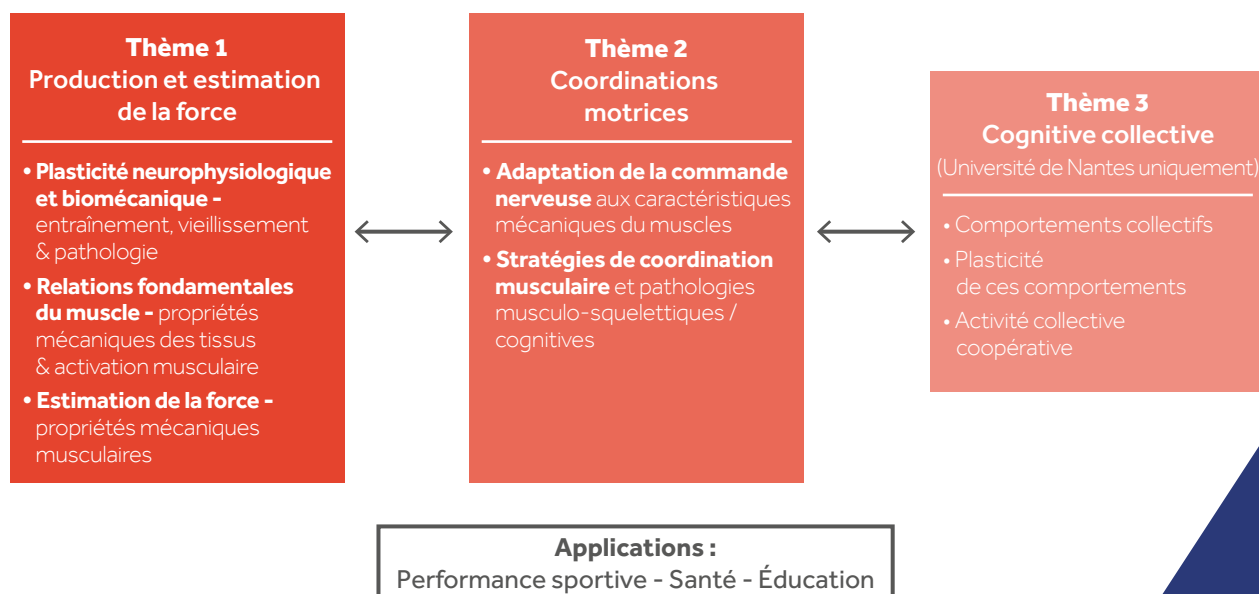 Thème 1
Production et estimation
de la force
• Plasticité neurophysiologique
et biomécanique -
entraînement, vieillissement
& pathologie
• Relations fondamentales
du muscle - propriétés
mécaniques des tissus
& activation musculaire
• Estimation de la force -
propriétés mécaniques
musculaires
Thème 2
Coordinations
motrices
• Adaptation de la commande
nerveuse aux caractéristiques
mécaniques du muscles
• Stratégies de coordination
musculaire et pathologies
musculo-squelettiques /
cognitives
Thème 3
Cognitive collective
(Université de Nantes uniquement)
• Comportements collectifs
• Plasticité
de ces comportements
• Activité collective
coopérative
Applications :
Performance sportive - Santé - Éducation